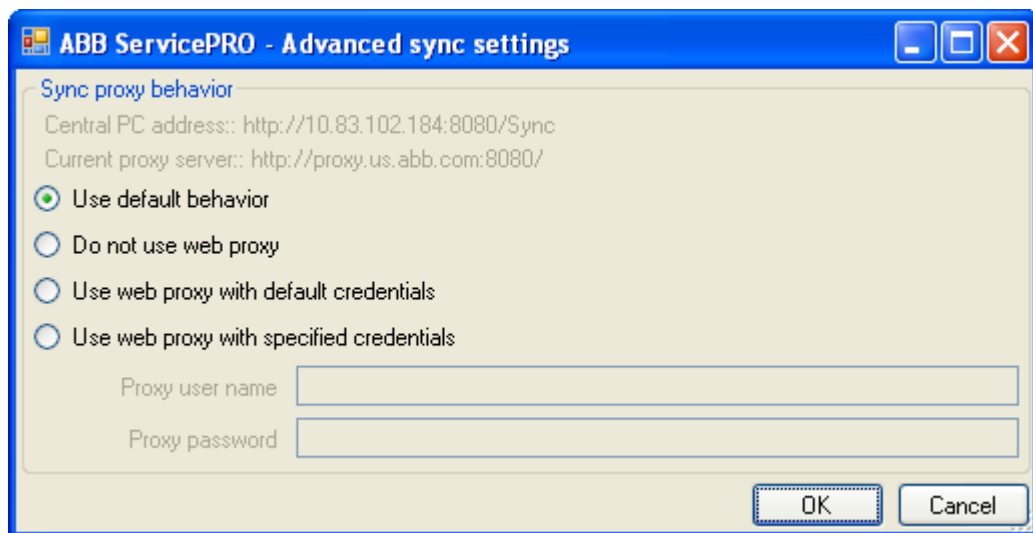 ABB ServicePRO - Advanced sync settings
Sync proxy behavior
Central PC address:: http://10.83.102.184:8080/Sync
Current proxy server:: http://proxy.us.abb.com:8080/
Use default behavior
Do not use web proxy
Use web proxy with default credentials
Use web proxy with specified credentials
Proxy user name
Proxy password
OK Cancel